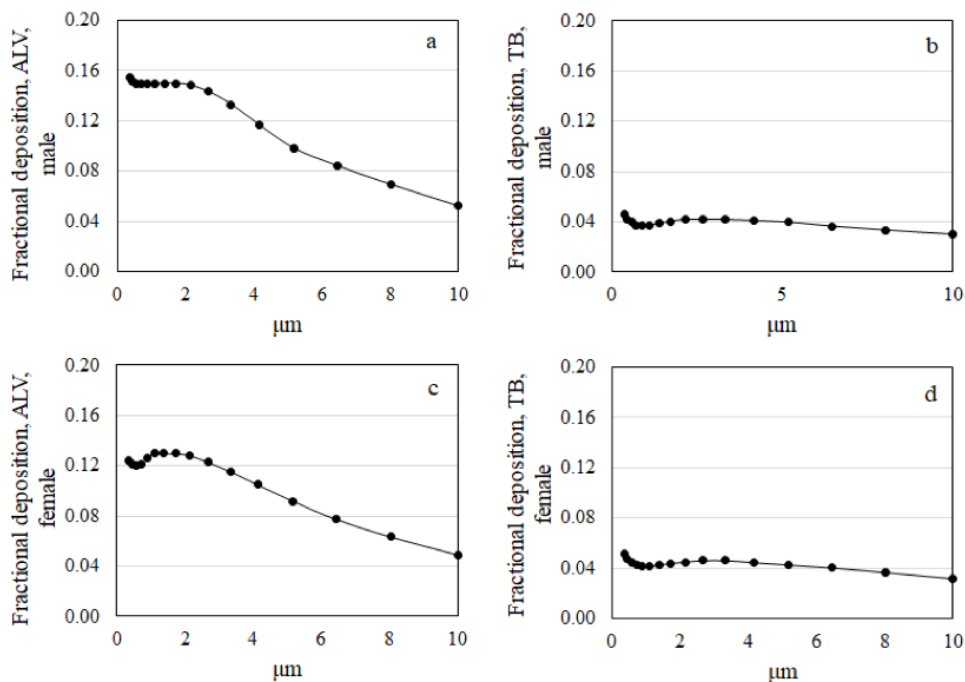 Fractional deposition, ALV,
male
0.20
0.16
0.12
0.08
0.04
0.00
a
0 2 4 6 8 10
μm
Fractional deposition, TB,
male
0.20
0.16
0.12
0.08
0.04
0.00
b
0 5 10
μm
Fractional deposition, ALV,
female
0.20
0.16
0.12
0.08
0.04
0.00
c
0 2 4 6 8 10
μm
Fractional deposition, TB,
female
0.20
0.16
0.12
0.08
0.04
0.00
d
0 2 4 6 8 10
μm